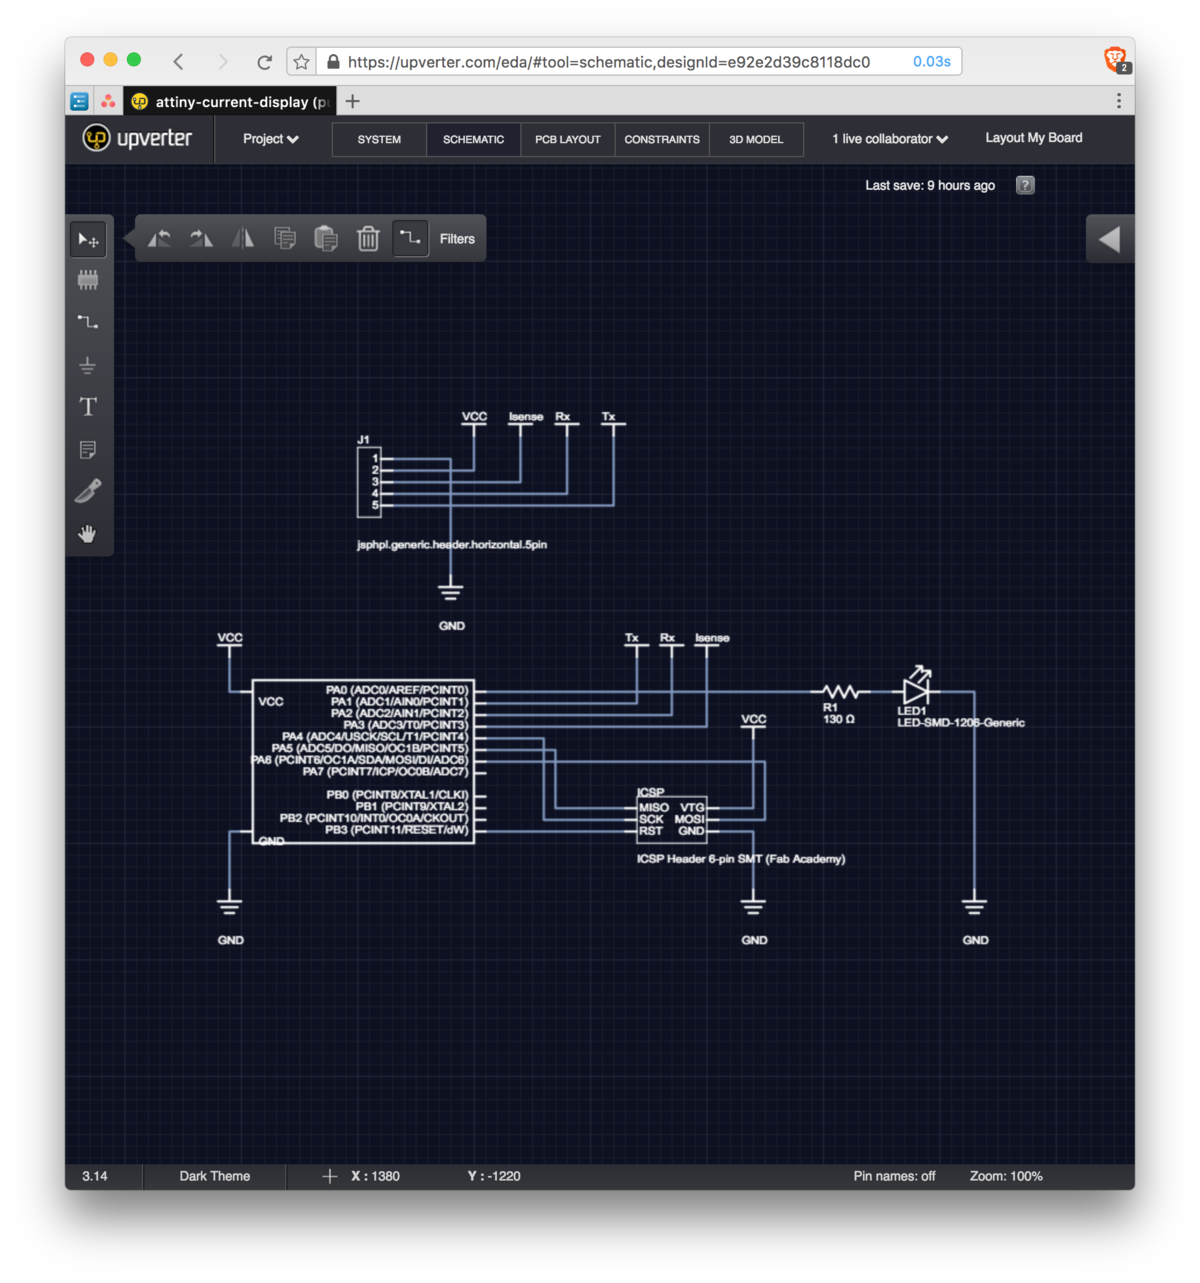 https://upverter.com/eda/#tool=schematic,designId=e92e2d39c8118dc0 0.03s
2
attiny-current-display (pu
upverter Project SYSTEM SCHEMATIC PCB LAYOUT CONSTRAINTS 3D MODEL 1 live collaborator Layout My Board
Last save: 9 hours ago ?
Filters
T
VCC Isense Rx Tx
J1
1
2
3
4
5
jsphpl.generic.header.horizontal.5pin
GND
VCC Tx Rx Isense
VCC
PA0 (ADC0/AREF/PCINT0)
PA1 (ADC1/AIN0/PCINT1)
PA2 (ADC2/AIN1/PCINT2)
PA3 (ADC3/T0/PCINT3)
PA4 (ADC4/USCK/SCL/T1/PCINT4)
PA5 (ADC5/DO/MISO/OC1B/PCINT5)
PA6 (PCINT6/OC1A/SDA/MOSI/DI/ADC6)
PA7 (PCINT7/ICP/OC0B/ADC7)
PB0 (PCINT8/XTAL1/CLKI)
PB1 (PCINT9/XTAL2)
PB2 (PCINT10/INT0/OC0A/CKOUT)
PB3 (PCINT11/RESET/dW)
GND
R1
130 Ω
LED1
LED-SMD-1206-Generic
VCC
ICSP
MISO VTG
SCK MOSI
RST GND
ICSP Header 6-pin SMT (Fab Academy)
GND GND GND
3.14 Dark Theme X : 1380 Y : -1220 Pin names: off Zoom: 100%